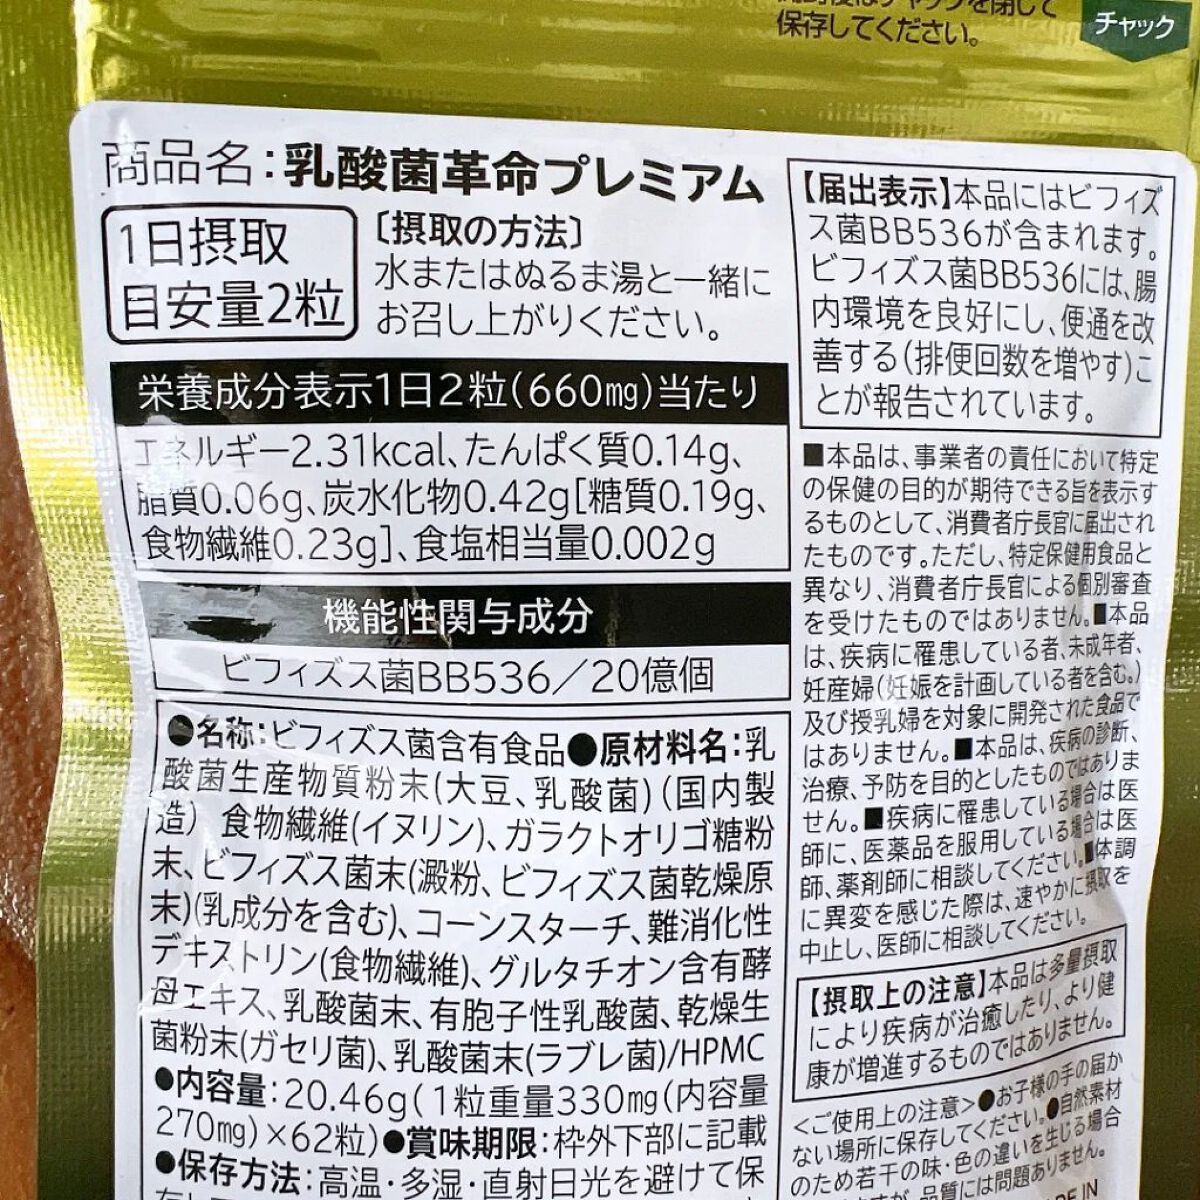 保存してください。
チャック
商品名:乳酸菌革命プレミアム
1日摂取
目安量2粒
〔摂取の方法〕
水またはぬるま湯と一緒に
お召し上がりください。
栄養成分表示1日2粒(660mg)当たり
エネルギー2.31kcal、たんぱく質0.14g、
脂質0.06g、炭水化物0.42g[糖質0.19g、
食物繊維0.23g]、食塩相当量0.002g
機能性関与成分
ビフィズス菌BB536/20億個
●名称:ビフィズス菌含有食品●原材料名:乳
酸菌生産物質粉末(大豆、乳酸菌)(国内製
造) 食物繊維(イヌリン)、ガラクトオリゴ糖粉
末、ビフィズス菌末(澱粉、ビフィズス菌乾燥原
末)(乳成分を含む)、コーンスターチ、難消化性
デキストリン(食物繊維)、グルタチオン含有酵
母エキス、乳酸菌末、有胞子性乳酸菌、乾燥生
菌粉末(ガセリ菌)、乳酸菌末(ラブレ菌)/HPMC
●内容量:20.46g(1粒重量330mg(内容量
270mg)×62粒)●賞味期限:枠外下部に記載
●保存方法:高温・多湿・直射日光を避けて保
【届出表示】本品にはビフィズ
ス菌BB536が含まれます。
ビフィズス菌BB536には、腸
内環境を良好にし、便通を改
善する(排便回数を増やす)こ
とが報告されています。
■本品は、事業者の責任において特定
の保健の目的が期待できる旨を表示す
るものとして、消費者庁長官に届出され
たものです。ただし、特定保健用食品と
異なり、消費者庁長官による個別審査
を受けたものではありません。■本品
は、疾病に罹患している者、未成年者、
妊産婦(妊娠を計画している者を含む。)
及び授乳婦を対象に開発された食品で
はありません。■本品は、疾病の診断、
治療、予防を目的としたものではありま
せん。■疾病に罹患している場合は医
師に、医薬品を服用している場合は医
師、薬剤師に相談してください。■体調
に異変を感じた際は、速やかに摂取を
中止し、医師に相談してください。
【摂取上の注意】本品は多量摂取
により疾病が治癒したり、より健
康が増進するものではありません。
<ご使用上の注意>●お子様の手の届か
ない場所に保存してください。●自然素材
のため若干の味・色の違いを生じる場合
品質には問題ありません。